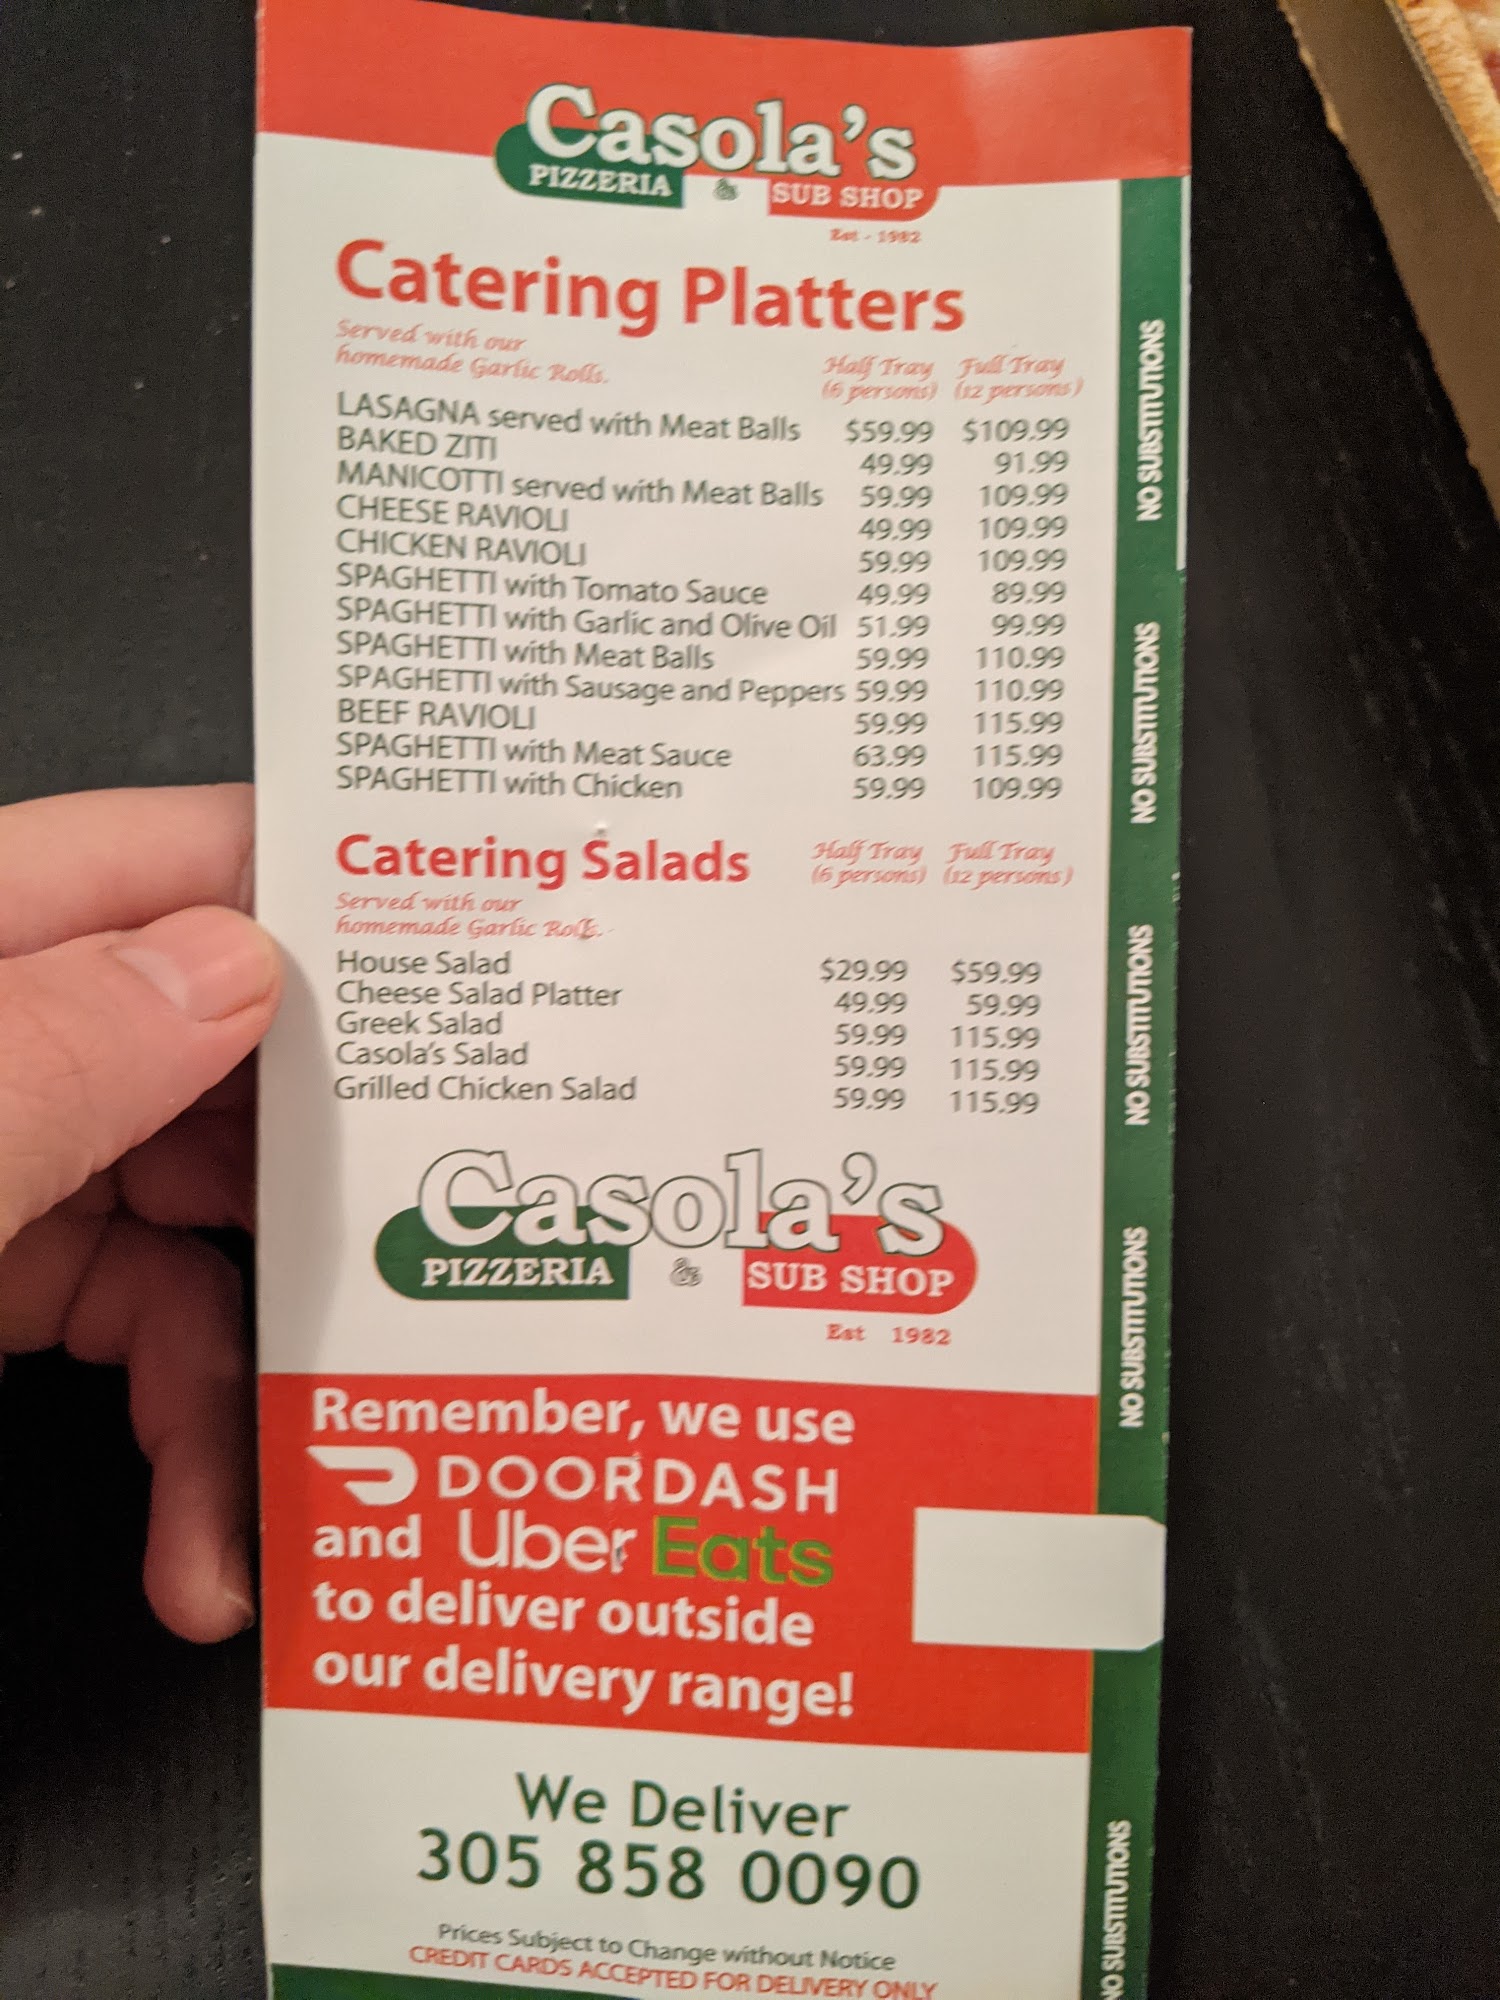 Casola's
PIZZERIA & SUB SHOP
Est - 1982
Catering Platters
Served with our
homemade Garlic Rolls.
Half Tray Full Tray
(6 persons) (12 persons)
LASAGNA served with Meat Balls $59.99 $109.99
BAKED ZITI 49.99 91.99
MANICOTTI served with Meat Balls 59.99 109.99
CHEESE RAVIOLI 49.99 109.99
CHICKEN RAVIOLI 59.99 109.99
SPAGHETTI with Tomato Sauce 49.99 89.99
SPAGHETTI with Garlic and Olive Oil 51.99 99.99
SPAGHETTI with Meat Balls 59.99 110.99
SPAGHETTI with Sausage and Peppers 59.99 110.99
BEEF RAVIOLI 59.99 115.99
SPAGHETTI with Meat Sauce 63.99 115.99
SPAGHETTI with Chicken 59.99 109.99
Catering Salads
Half Tray Full Tray
(6 persons) (12 persons)
Served with our
homemade Garlic Rolls.
House Salad $29.99 $59.99
Cheese Salad Platter 49.99 59.99
Greek Salad 59.99 115.99
Casola's Salad 59.99 115.99
Grilled Chicken Salad 59.99 115.99
Casola's
PIZZERIA & SUB SHOP
Est 1982
Remember, we use
DOORDASH
and Uber Eats
to deliver outside
our delivery range!
We Deliver
305 858 0090
Prices Subject to Change without Notice
CREDIT CARDS ACCEPTED FOR DELIVERY ONLY
NO SUBSTITUTIONS
NO SUBSTITUTIONS
NO SUBSTITUTIONS
NO SUBSTITUTIONS
NO SUBSTITUTIONS